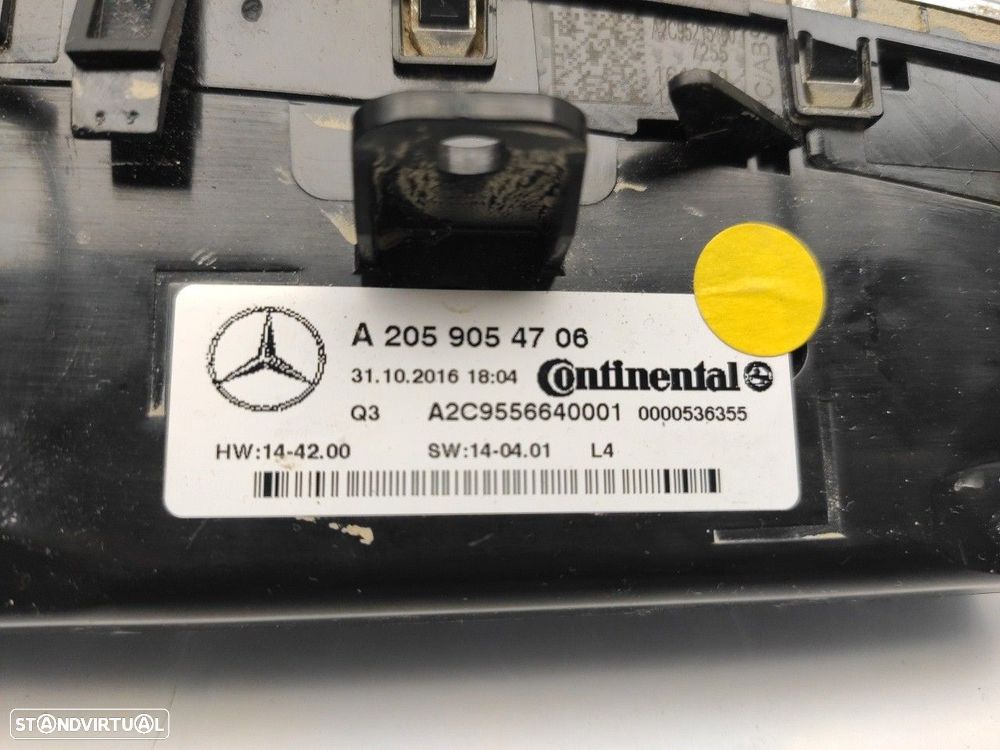 A 205 905 47 06
31.10.2016 18:04 Continental
Q3 A2C9556640001 0000536355
HW:14-42.00 SW:14-04.01 L4
STANDVIRTUAL